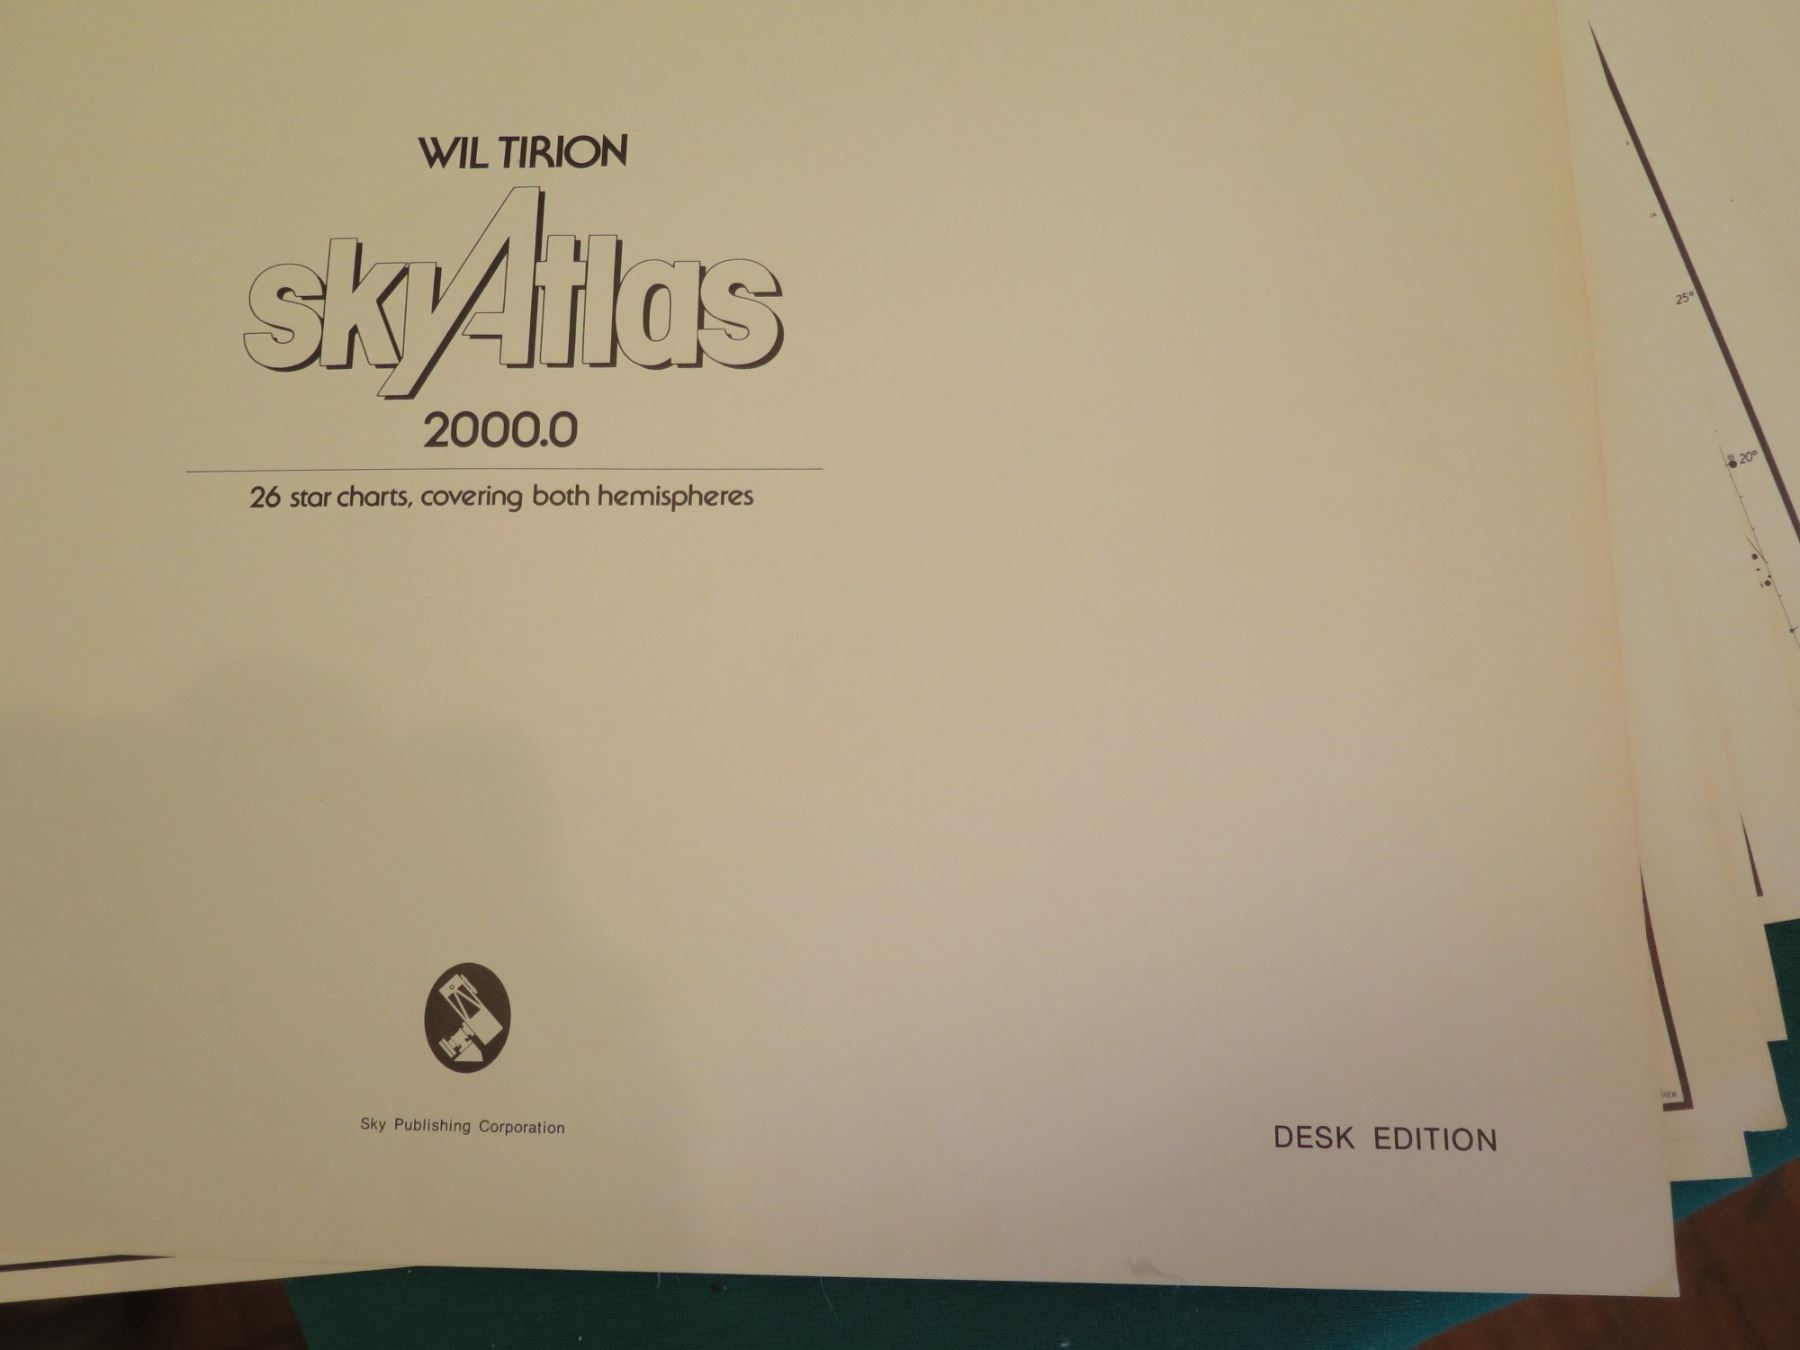 WIL TIRION
skyAtlas
2000.0
26 star charts, covering both hemispheres
Sky Publishing Corporation
DESK EDITION
25°
20°